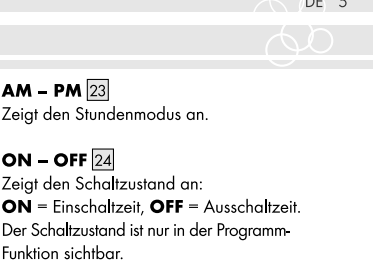 DE 5
AM – PM 23
Zeigt den Stundenmodus an.
ON – OFF 24
Zeigt den Schaltzustand an:
ON = Einschaltzeit, OFF = Ausschaltzeit.
Der Schaltzustand ist nur in der Programm-
Funktion sichtbar.